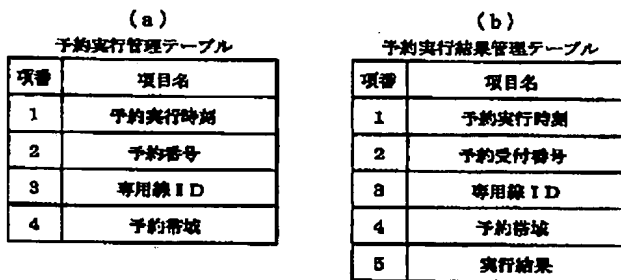 (a)
予約実行管理テーブル
項番 項目名
1 予約実行時刻
2 予約番号
3 専用線ID
4 予約帯域
(b)
予約実行結果管理テーブル
項番 項目名
1 予約実行時刻
2 予約受付番号
3 専用線ID
4 予約帯域
5 実行結果